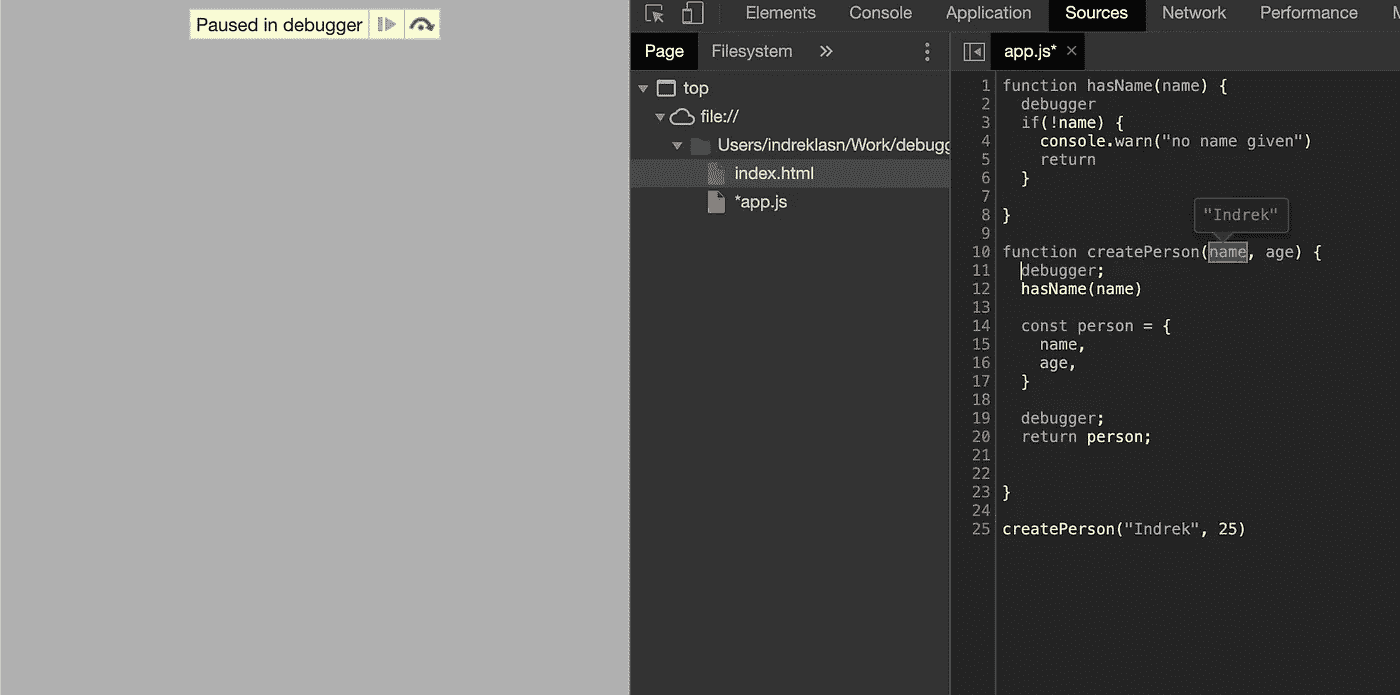 Paused in debugger
Elements Console Application Sources Network Performance
Page Filesystem
app.js* ×
top
file://
Users/indreklasn/Work/debugg
index.html
*app.js
1 function hasName(name) {
2   debugger
3   if(!name) {
4     console.warn("no name given")
5     return
6   }
7
8 }
"Indrek"
9
10 function createPerson(name, age) {
11   debugger;
12   hasName(name)
13
14   const person = {
15     name,
16     age,
17   }
18
19   debugger;
20   return person;
21
22
23 }
24
25 createPerson("Indrek", 25)